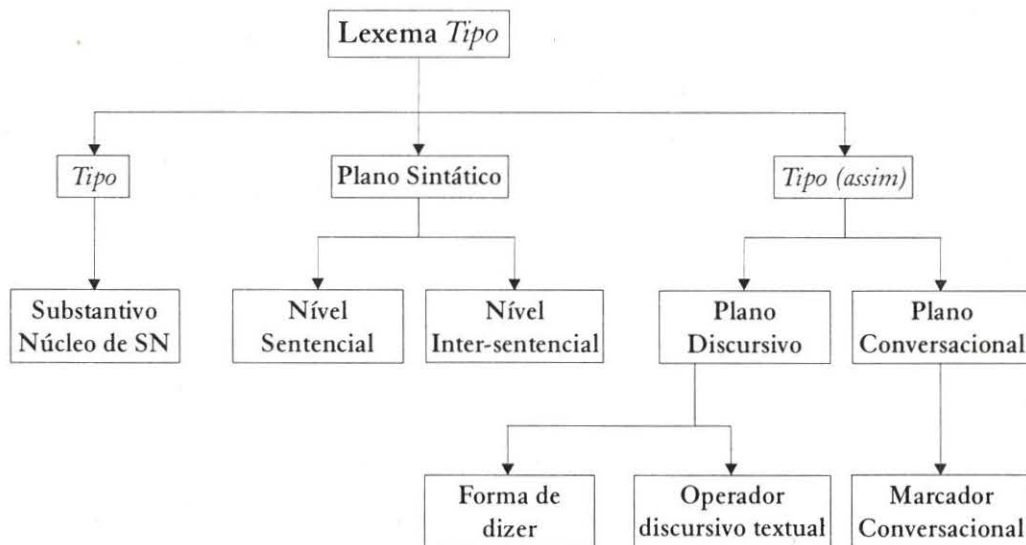 Lexema Tipo
Tipo
Plano Sintático
Tipo (assim)
Substantivo
Núcleo de SN
Nível
Sentencial
Nível
Inter-sentencial
Plano
Discursivo
Plano
Conversacional
Forma de
dizer
Operador
discursivo textual
Marcador
Conversacional